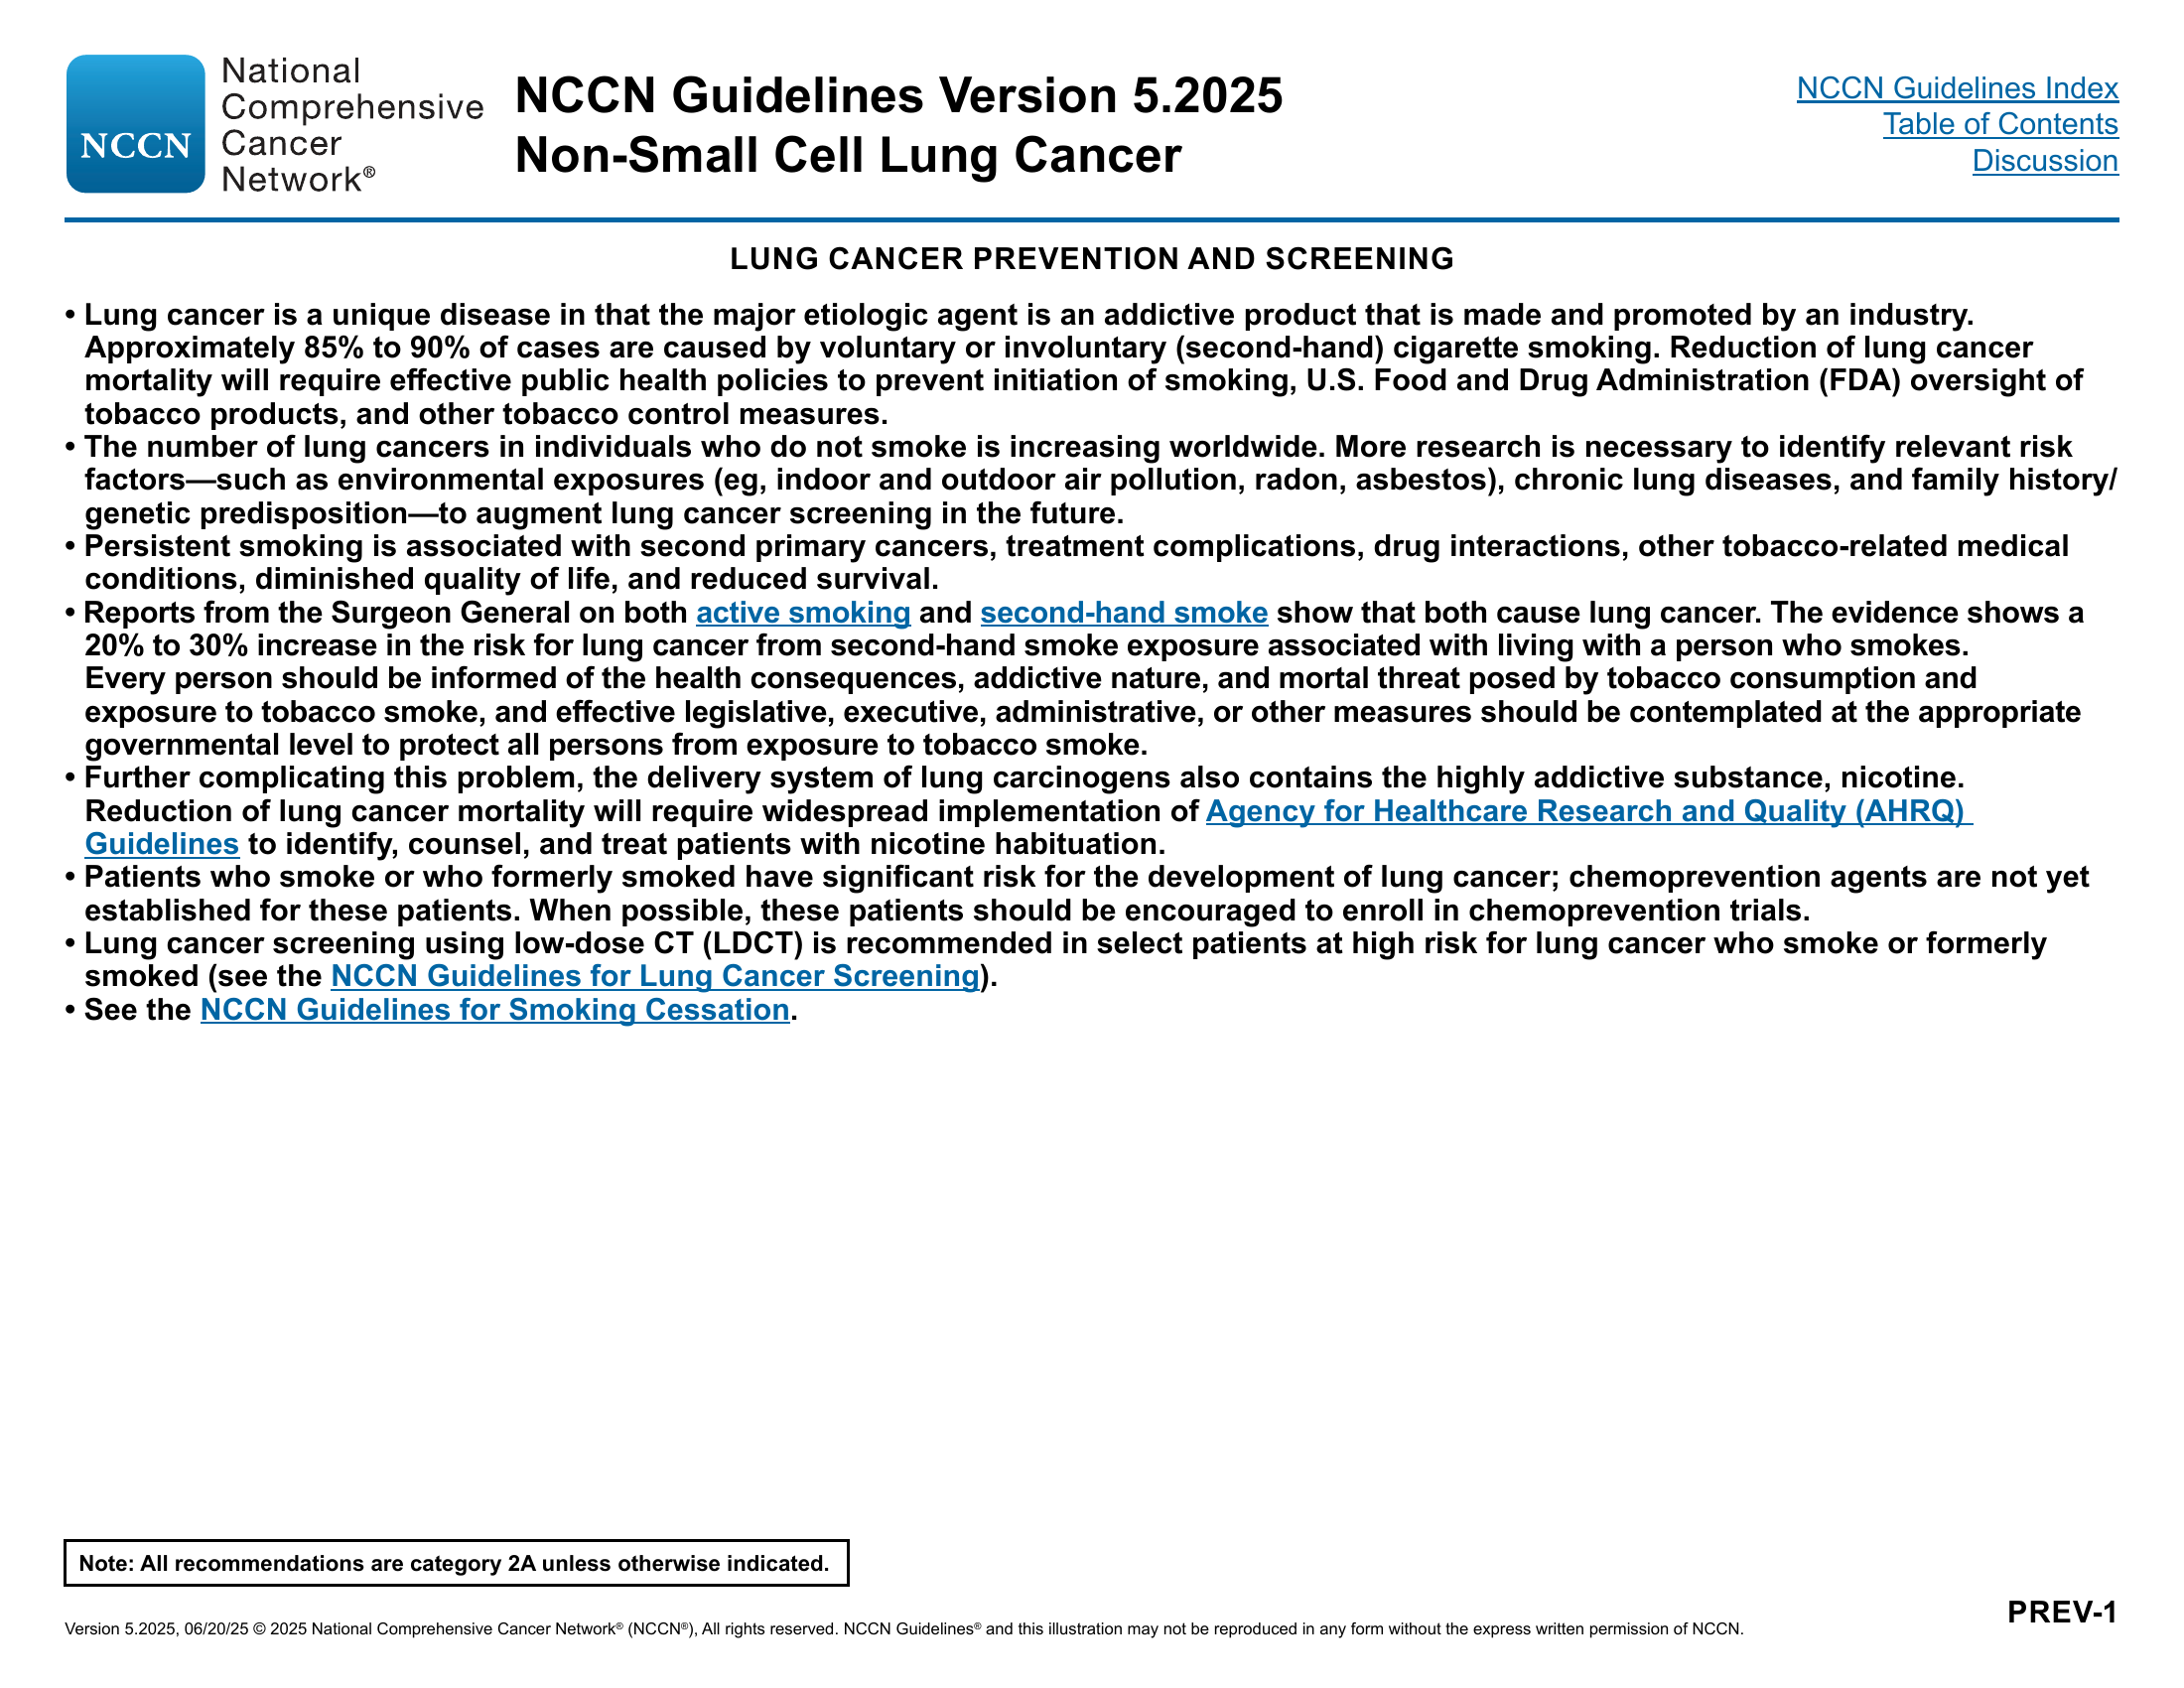 NCCN
National
Comprehensive
Cancer
Network®
NCCN Guidelines Version 5.2025
Non-Small Cell Lung Cancer
NCCN Guidelines Index
Table of Contents
Discussion
LUNG CANCER PREVENTION AND SCREENING
• Lung cancer is a unique disease in that the major etiologic agent is an addictive product that is made and promoted by an industry.
Approximately 85% to 90% of cases are caused by voluntary or involuntary (second-hand) cigarette smoking. Reduction of lung cancer
mortality will require effective public health policies to prevent initiation of smoking, U.S. Food and Drug Administration (FDA) oversight of
tobacco products, and other tobacco control measures.
• The number of lung cancers in individuals who do not smoke is increasing worldwide. More research is necessary to identify relevant risk
factors—such as environmental exposures (eg, indoor and outdoor air pollution, radon, asbestos), chronic lung diseases, and family history/
genetic predisposition—to augment lung cancer screening in the future.
• Persistent smoking is associated with second primary cancers, treatment complications, drug interactions, other tobacco-related medical
conditions, diminished quality of life, and reduced survival.
• Reports from the Surgeon General on both active smoking and second-hand smoke show that both cause lung cancer. The evidence shows a
20% to 30% increase in the risk for lung cancer from second-hand smoke exposure associated with living with a person who smokes.
Every person should be informed of the health consequences, addictive nature, and mortal threat posed by tobacco consumption and
exposure to tobacco smoke, and effective legislative, executive, administrative, or other measures should be contemplated at the appropriate
governmental level to protect all persons from exposure to tobacco smoke.
• Further complicating this problem, the delivery system of lung carcinogens also contains the highly addictive substance, nicotine.
Reduction of lung cancer mortality will require widespread implementation of Agency for Healthcare Research and Quality (AHRQ)
Guidelines to identify, counsel, and treat patients with nicotine habituation.
• Patients who smoke or who formerly smoked have significant risk for the development of lung cancer; chemoprevention agents are not yet
established for these patients. When possible, these patients should be encouraged to enroll in chemoprevention trials.
• Lung cancer screening using low-dose CT (LDCT) is recommended in select patients at high risk for lung cancer who smoke or formerly
smoked (see the NCCN Guidelines for Lung Cancer Screening).
• See the NCCN Guidelines for Smoking Cessation.
Note: All recommendations are category 2A unless otherwise indicated.
PREV-1
Version 5.2025, 06/20/25 © 2025 National Comprehensive Cancer Network® (NCCN®), All rights reserved. NCCN Guidelines® and this illustration may not be reproduced in any form without the express written permission of NCCN.